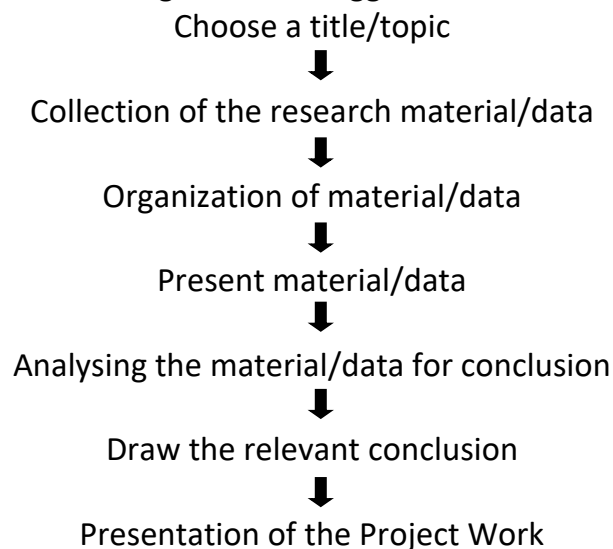 Choose a title/topic
Collection of the research material/data
Organization of material/data
Present material/data
Analysing the material/data for conclusion
Draw the relevant conclusion
Presentation of the Project Work